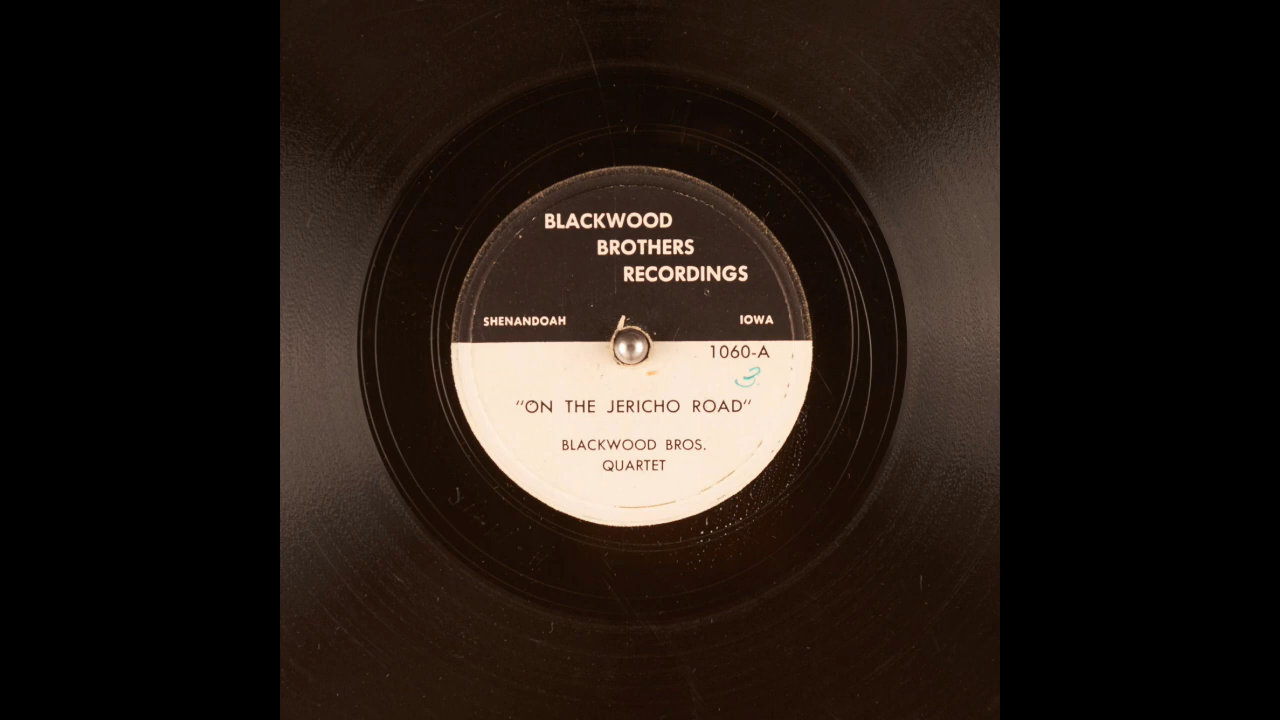 BLACKWOOD
BROTHERS
RECORDINGS
SHENANDOAH IOWA
1060-A
3
"ON THE JERICHO ROAD"
BLACKWOOD BROS.
QUARTET